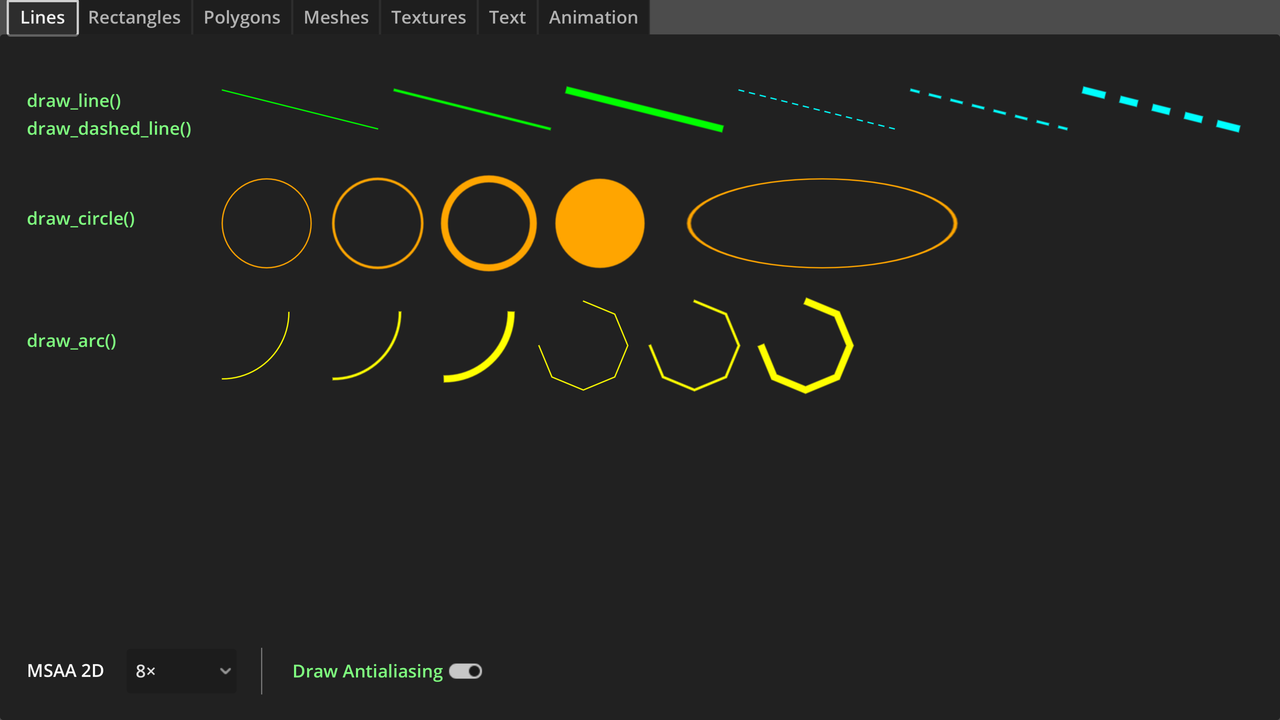 Lines Rectangles Polygons Meshes Textures Text Animation
draw_line()
draw_dashed_line()
draw_circle()
draw_arc()
MSAA 2D 8× Draw Antialiasing